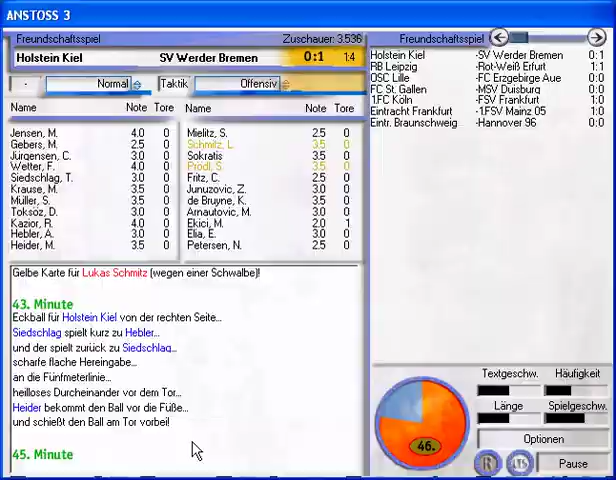 ANSTOSS 3
Freundschaftsspiel Zuschauer: 3.536
Holstein Kiel SV Werder Bremen 0:1 1:4
- Normal Taktik Offensiv
Name Note Tore Name Note Tore
Jensen, M. 4.0 0 Mielitz, S. 2.5 0
Gebers, M. 2.5 0 Schmitz, L. 3.5 0
Jürgensen, C. 3.0 0 Sokratis 3.5 0
Wetter, F. 4.0 0 Prödl, S. 3.5 0
Siedschlag, T. 3.0 0 Fritz, C. 2.5 0
Krause, M. 3.5 0 Junuzovic, Z. 3.0 0
Müller, S. 3.5 0 de Bruyne, K. 3.5 0
Toksöz, D. 3.0 0 Arnautovic, M. 3.0 0
Kazior, R. 4.0 0 Ekici, M. 2.0 1
Hebler, A. 3.0 0 Elia, E. 3.0 0
Heider, M. 3.5 0 Petersen, N. 2.5 0
Gelbe Karte für Lukas Schmitz (wegen einer Schwalbe)!
43. Minute
Eckball für Holstein Kiel von der rechten Seite...
Siedschlag spielt kurz zu Hebler...
und der spielt zurück zu Siedschlag...
scharfe flache Hereingabe...
an die Fünfmeterlinie...
heilloses Durcheinander vor dem Tor...
Heider bekommt den Ball vor die Füße...
und schießt den Ball am Tor vorbei!
45. Minute
Freundschaftsspiel
Holstein Kiel -SV Werder Bremen 0:1
RB Leipzig -Rot-Weiß Erfurt 1:1
OSC Lille -FC Erzgebirge Aue 0:0
FC St. Gallen -MSV Duisburg 0:0
1.FC Köln -FSV Frankfurt 1:0
Eintracht Frankfurt -1.FSV Mainz 05 1:0
Eintr. Braunschweig -Hannover 96 0:0
Textgeschw. Häufigkeit
Länge Spielgeschw.
46.
Optionen
Pause